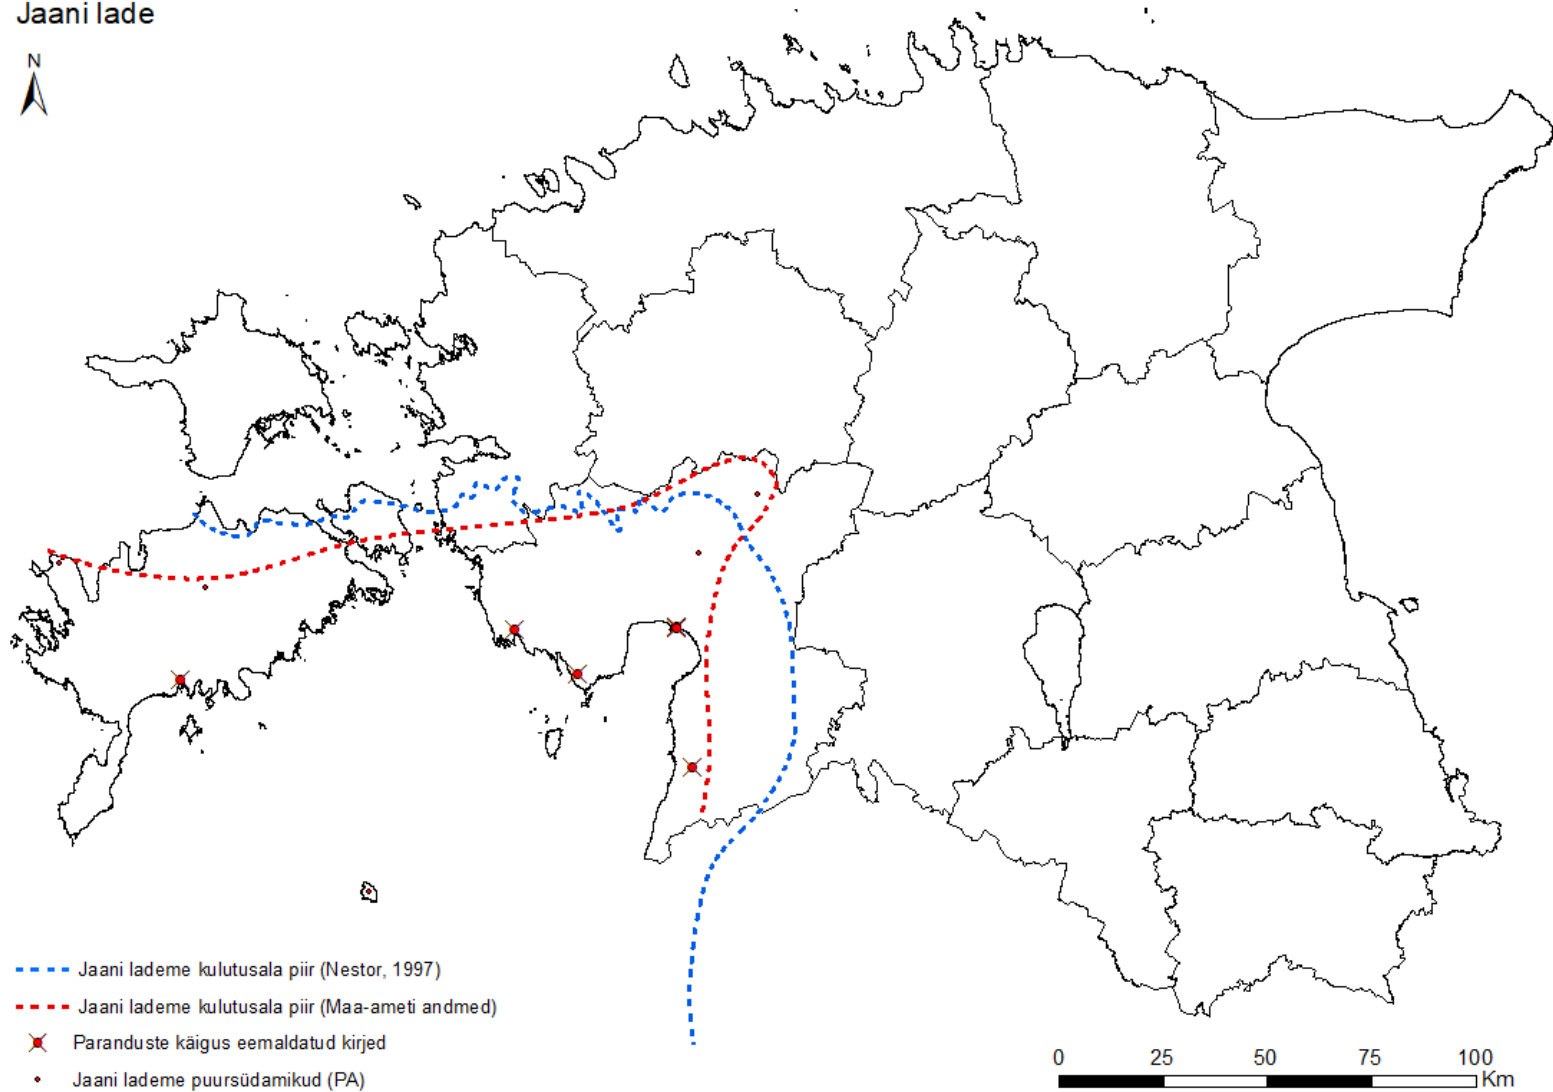 Jaani lade
N
Jaani lademe kulutusala piir (Nestor, 1997)
Jaani lademe kulutusala piir (Maa-ameti andmed)
Paranduste käigus eemaldatud kirjed
Jaani lademe puursüdamikud (PA)
0 25 50 75 100
Km